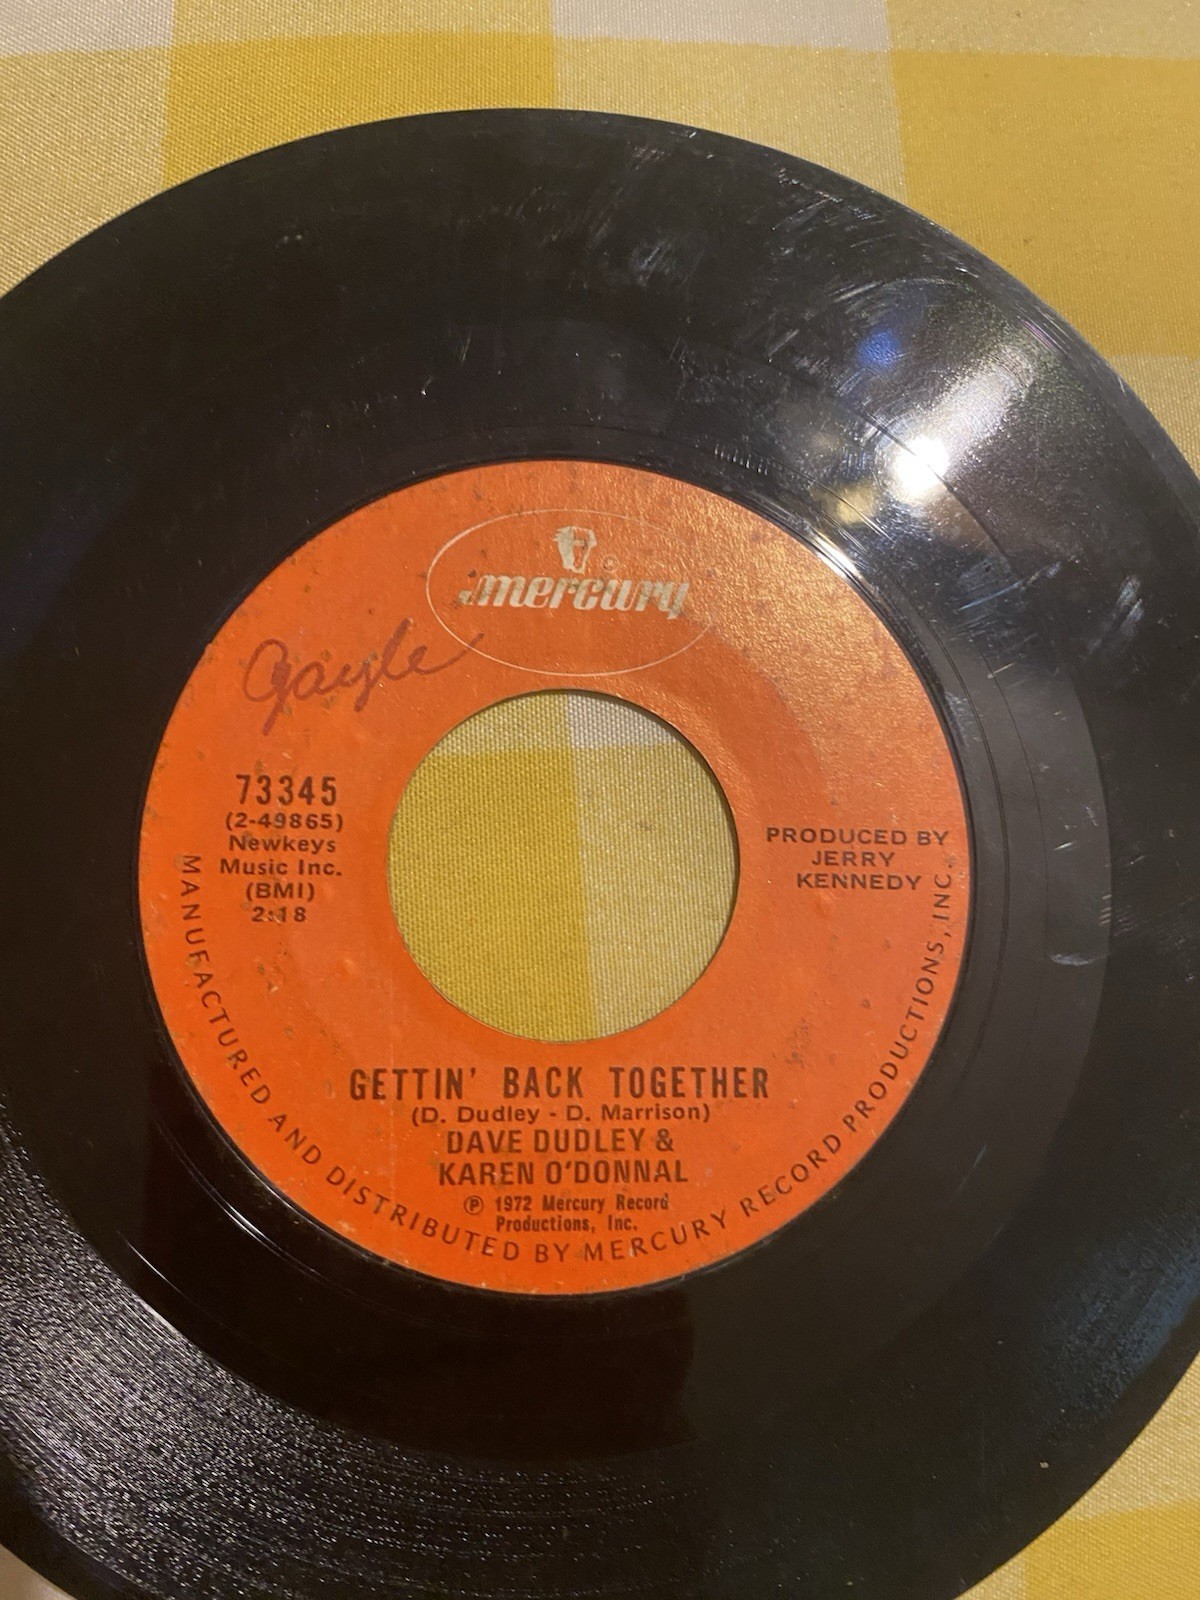 mercury
®
Gayle
73345
(2-49865)
Newkeys
Music Inc.
(BMI)
2:18
PRODUCED BY
JERRY
KENNEDY
GETTIN' BACK TOGETHER
(D. Dudley - D. Marrison)
DAVE DUDLEY &
KAREN O'DONNAL
℗ 1972 Mercury Record
Productions, Inc.
MANUFACTURED AND DISTRIBUTED BY MERCURY RECORD PRODUCTIONS, INC.